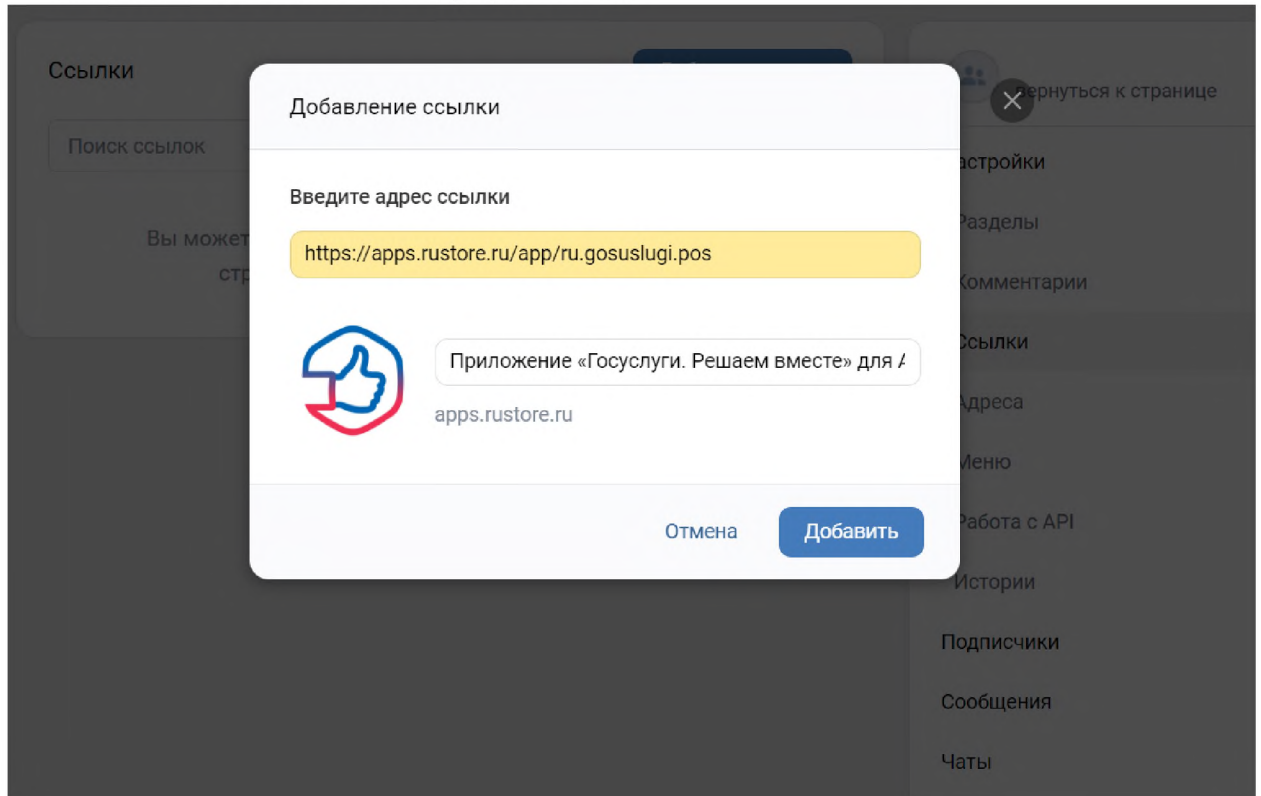 Ссылки
Добавление ссылки
вернуться к странице
Поиск ссылок
Настройки
Введите адрес ссылки
Разделы
Вы может
https://apps.rustore.ru/app/ru.gosuslugi.pos
стр
Комментарии
Ссылки
Приложение «Госуслуги. Решаем вместе» для A
Адреса
apps.rustore.ru
Меню
Отмена
Добавить
Работа с API
Истории
Подписчики
Сообщения
Чаты